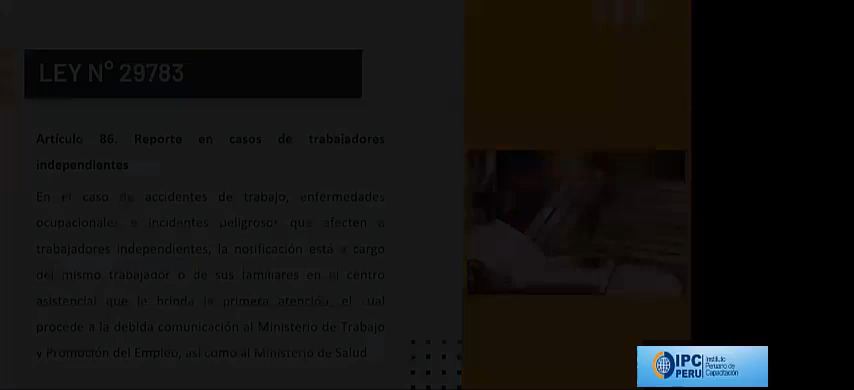 LEY N° 29783
Artículo 86. Reporte en casos de trabajadores
independientes
En el caso de accidentes de trabajo, enfermedades
ocupacionales e incidentes peligrosos que afecten a
trabajadores independientes, la notificación está a cargo
del mismo trabajador o de sus familiares en el centro
asistencial que le brinda la primera atención, el cual
procede a la debida comunicación al Ministerio de Trabajo
y Promoción del Empleo, así como al Ministerio de Salud.
IPC
PERU
Instituto
Peruano de
Capacitación